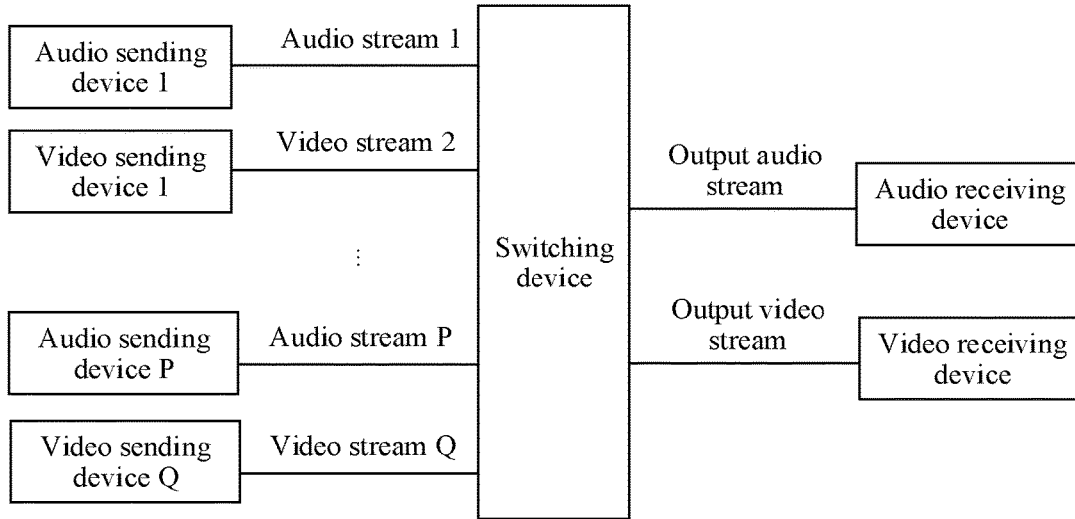 Audio sending
device 1
Audio stream 1
Video sending
device 1
Video stream 2
⋮
Audio sending
device P
Audio stream P
Video sending
device Q
Video stream Q
Switching
device
Output audio
stream
Audio receiving
device
Output video
stream
Video receiving
device